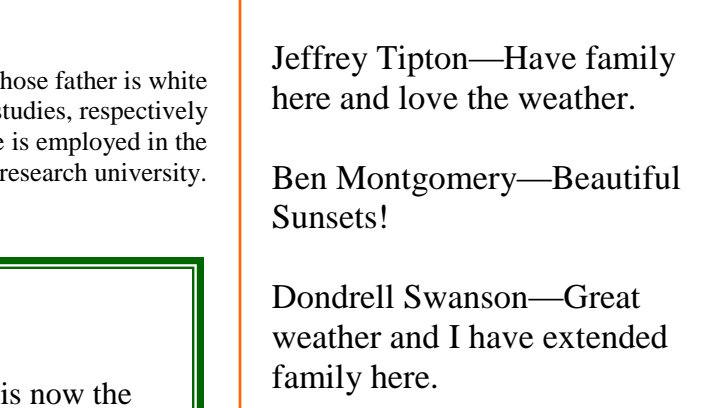 hose father is white
studies, respectively
e is employed in the
research university.
is now the
Jeffrey Tipton—Have family
here and love the weather.
Ben Montgomery—Beautiful
Sunsets!
Dondrell Swanson—Great
weather and I have extended
family here.